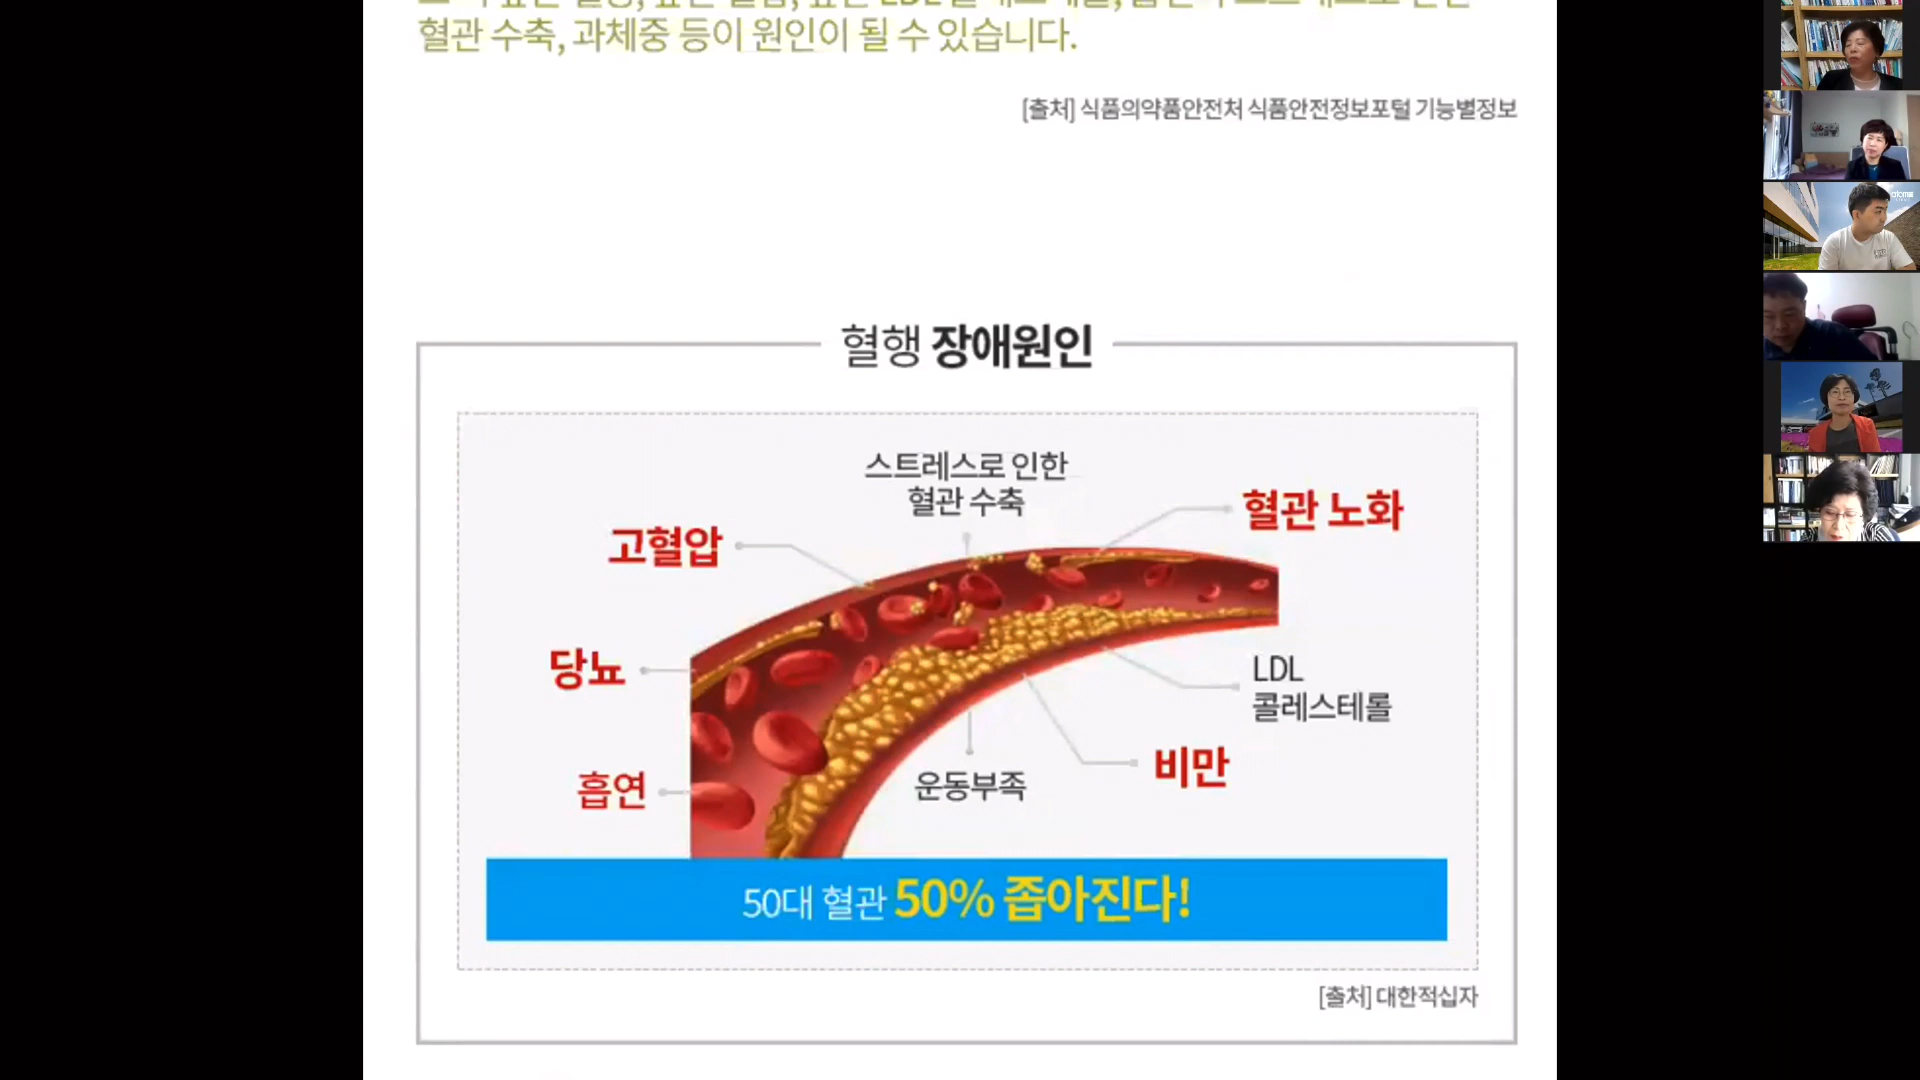 혈관 수축, 과체중 등이 원인이 될 수 있습니다.
[출처] 식품의약품안전처 식품안전정보포털 기능별정보
혈행 장애원인
스트레스로 인한
혈관 수축
혈관 노화
고혈압
당뇨
LDL
콜레스테롤
비만
운동부족
흡연
50대 혈관 50% 좁아진다!
[출처] 대한적십자